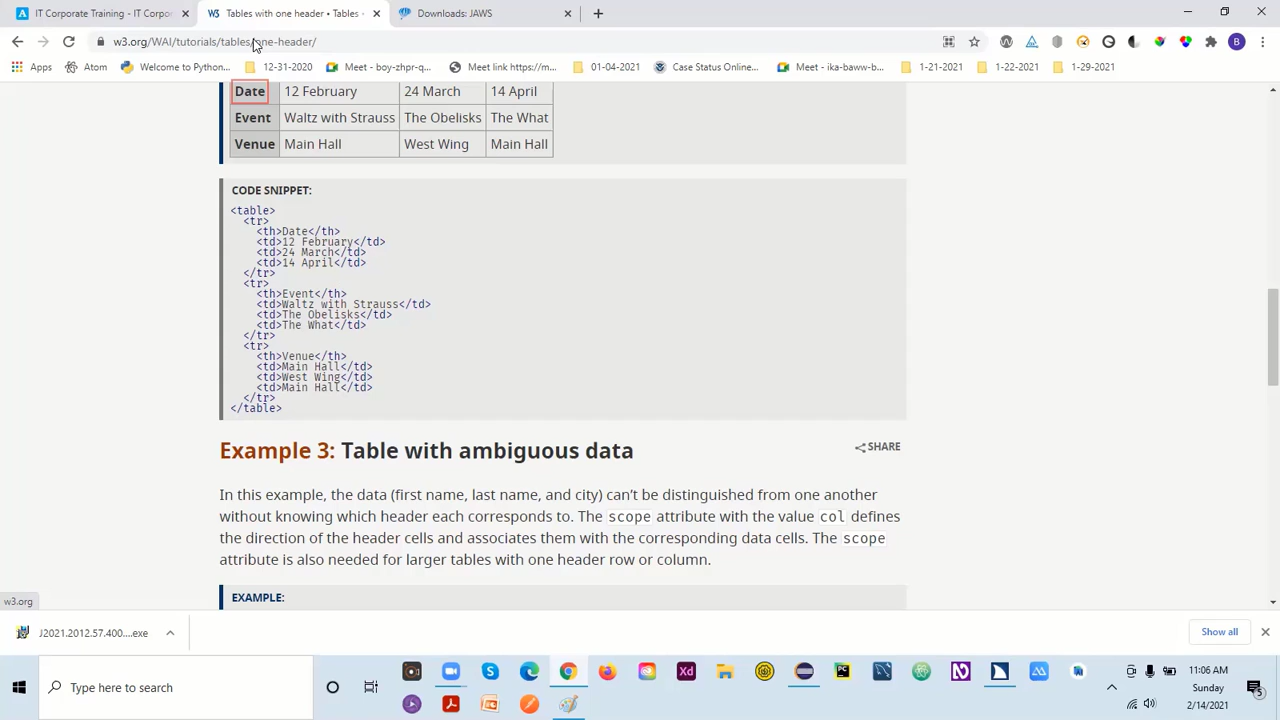 IT Corporate Training - IT Corpor
W3 Tables with one header • Tables
Downloads: JAWS
w3.org/WAI/tutorials/tables/one-header/
B
Apps
Atom
Welcome to Python...
12-31-2020
Meet - boy-zhpr-q...
Meet link https://m...
01-04-2021
Case Status Online...
Meet - ika-baww-b...
1-21-2021
1-22-2021
1-29-2021
Date 12 February 24 March 14 April
Event Waltz with Strauss The Obelisks The What
Venue Main Hall West Wing Main Hall
CODE SNIPPET:
<table>
<tr>
<th>Date</th>
<td>12 February</td>
<td>24 March</td>
<td>14 April</td>
</tr>
<tr>
<th>Event</th>
<td>Waltz with Strauss</td>
<td>The Obelisks</td>
<td>The What</td>
</tr>
<tr>
<th>Venue</th>
<td>Main Hall</td>
<td>West Wing</td>
<td>Main Hall</td>
</tr>
</table>
Example 3: Table with ambiguous data
SHARE
In this example, the data (first name, last name, and city) can't be distinguished from one another
without knowing which header each corresponds to. The scope attribute with the value col defines
the direction of the header cells and associates them with the corresponding data cells. The scope
attribute is also needed for larger tables with one header row or column.
EXAMPLE:
w3.org
J2021.2012.57.400....exe
Show all
Type here to search
Xd
PC
11:06 AM
Sunday
2/14/2021
5